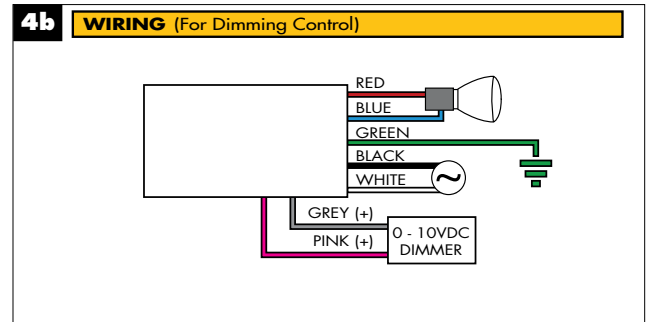 4b WIRING (For Dimming Control)
RED
BLUE
GREEN
BLACK
WHITE
GREY (+)
PINK (+)
0 - 10VDC
DIMMER